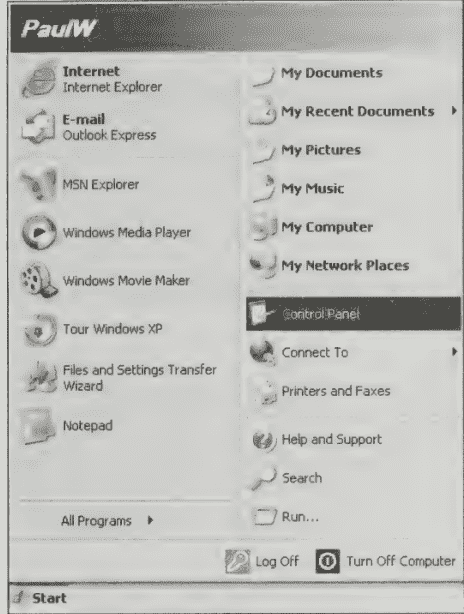 PaulW
Internet
Internet Explorer
E-mail
Outlook Express
MSN Explorer
Windows Media Player
Windows Movie Maker
Tour Windows XP
Files and Settings Transfer
Wizard
Notepad
All Programs
My Documents
My Recent Documents
My Pictures
My Music
My Computer
My Network Places
Control Panel
Connect To
Printers and Faxes
Help and Support
Search
Run...
Log Off
Turn Off Computer
Start